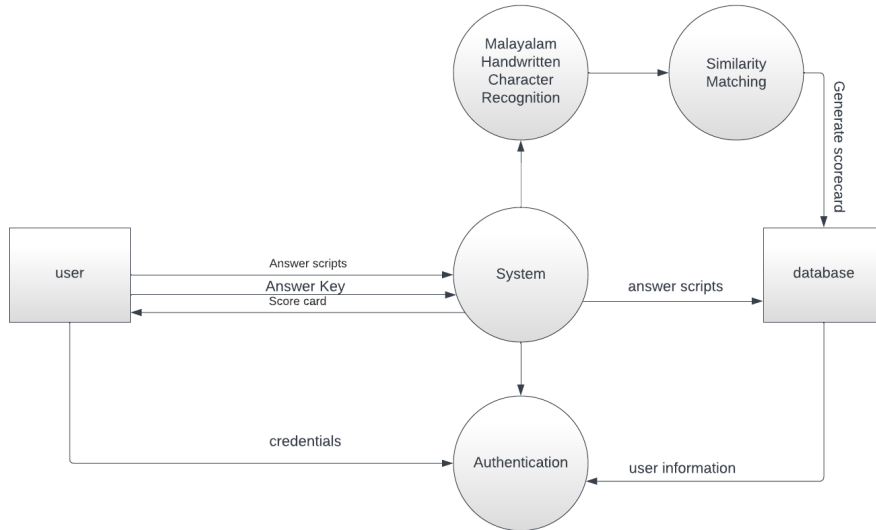 Malayalam
Handwritten
Character
Recognition
Similarity
Matching
Generate scorecard
user
Answer scripts
Answer Key
Score card
System
answer scripts
database
credentials
Authentication
user information